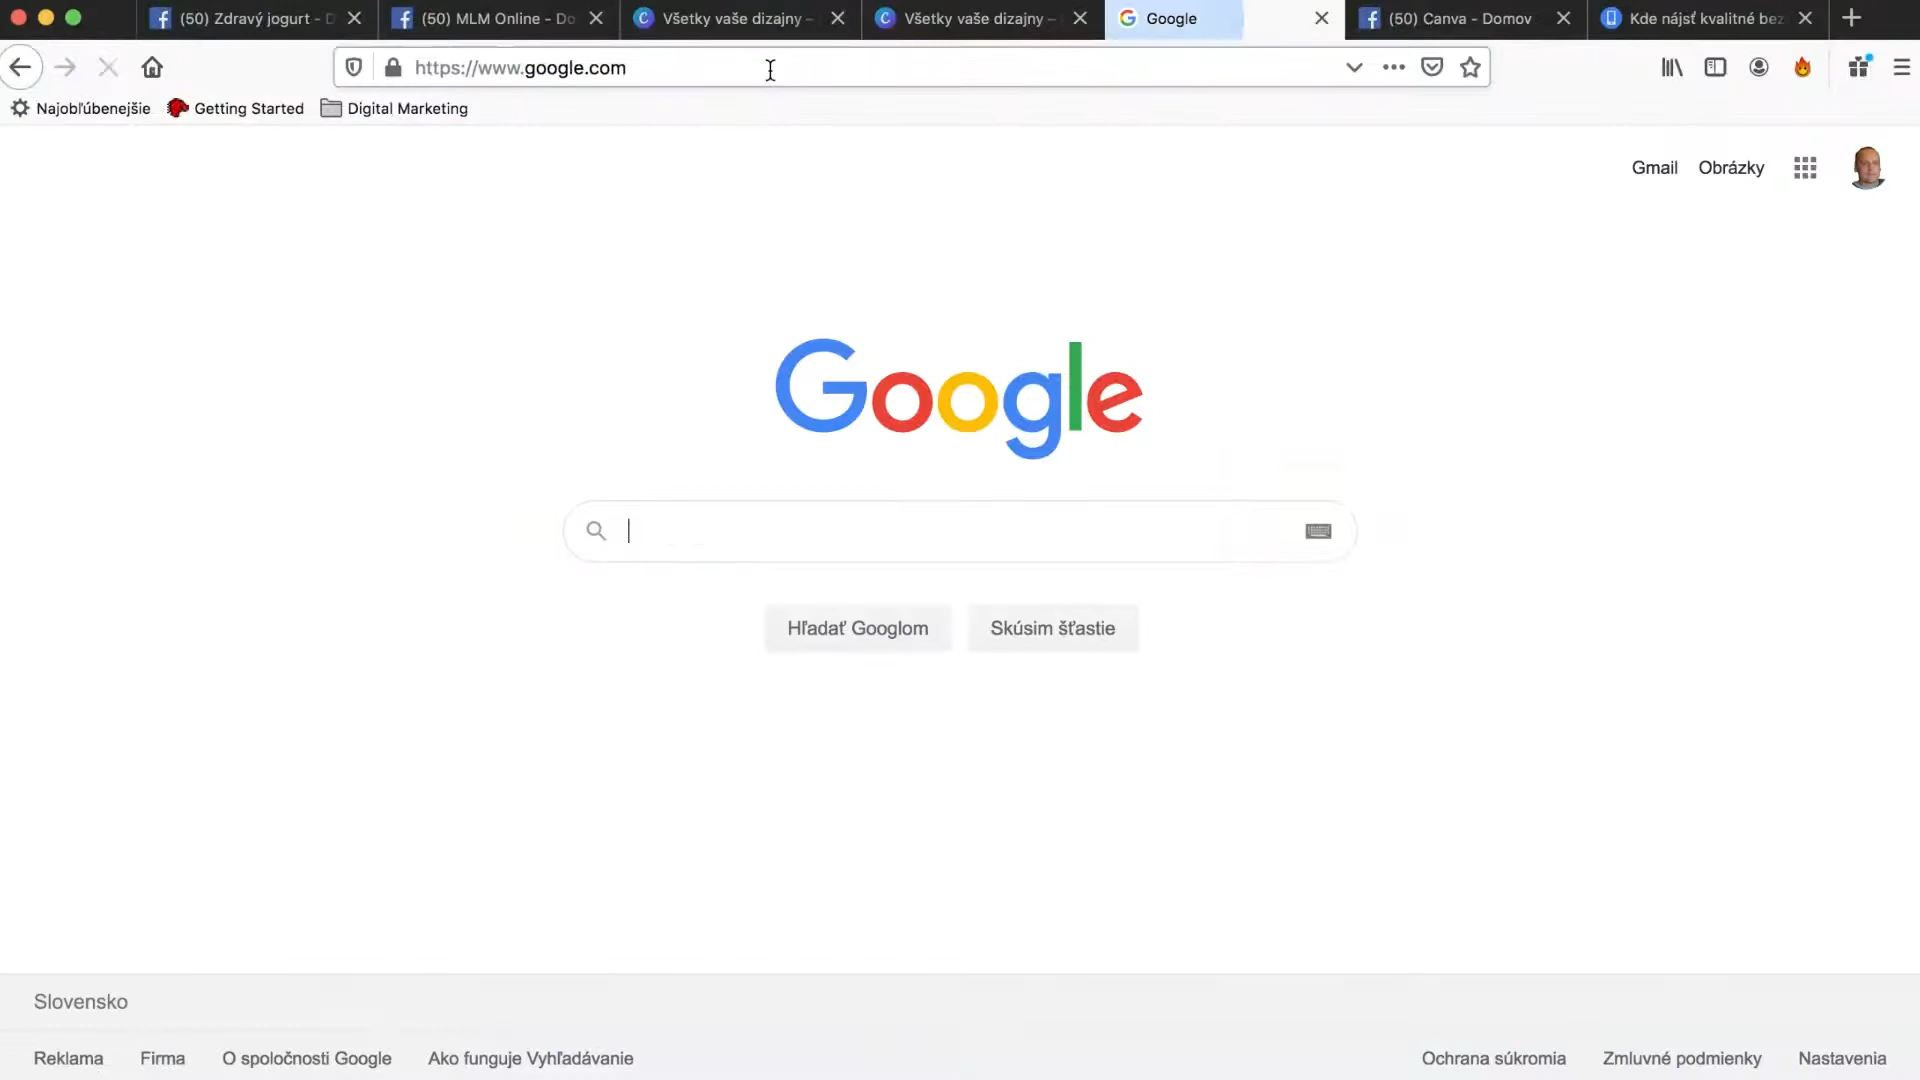 (50) Zdravý jogurt - D
(50) MLM Online - Do
Všetky vaše dizajny –
Všetky vaše dizajny –
Google
(50) Canva - Domov
Kde nájsť kvalitné bez
https://www.google.com
Najobľúbenejšie
Getting Started
Digital Marketing
Gmail
Obrázky
Google
Hľadať Googlom
Skúsim šťastie
Slovensko
Reklama
Firma
O spoločnosti Google
Ako funguje Vyhľadávanie
Ochrana súkromia
Zmluvné podmienky
Nastavenia